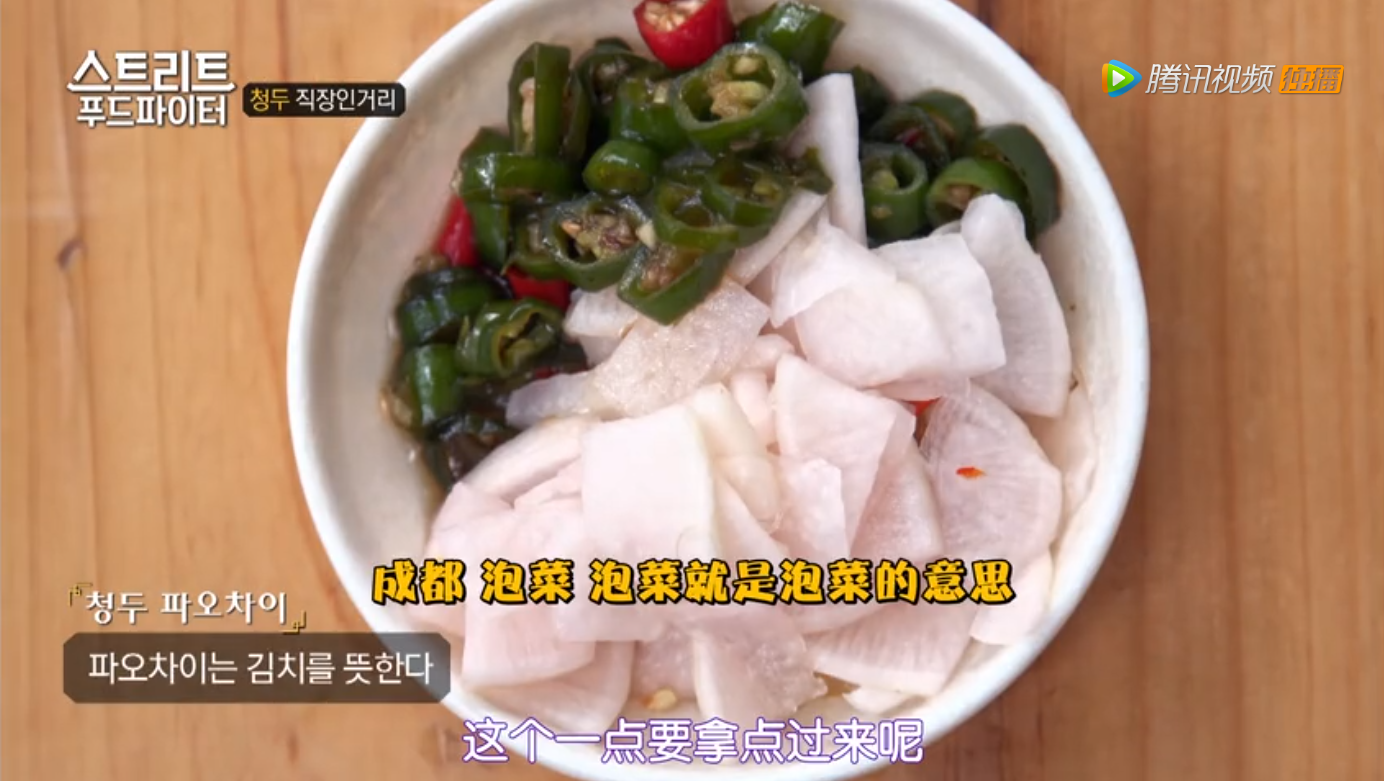 스트리트
푸드파이터
청두 직장인거리
腾讯视频 独播
成都 泡菜 泡菜就是泡菜的意思
「청두 파오차이」
파오차이는 김치를 뜻한다
这个一点要拿点过来呢